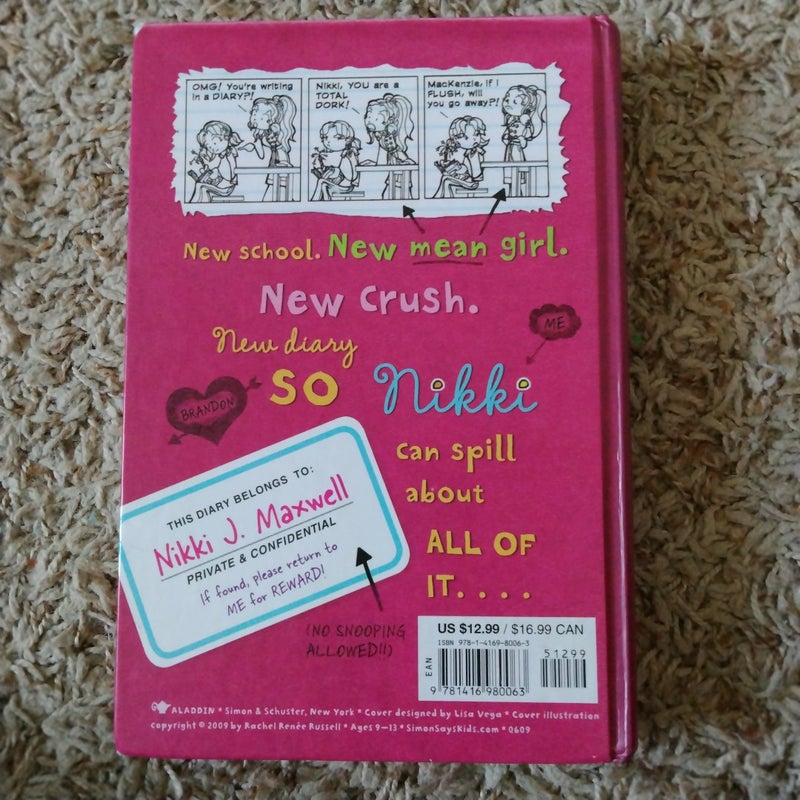 OMG! You're writing
in a DIARY?!
Nikki, YOU are a
TOTAL
DORK!
MacKenzie, if I
FLUSH, will
you go away?!
New school. New mean girl.
New Crush.
New diary
ME
SO Nikki
BRANDON
can spill
about
ALL OF
IT....
THIS DIARY BELONGS TO:
Nikki J. Maxwell
PRIVATE & CONFIDENTIAL
If found, please return to
ME for REWARD!
(NO SNOOPING
ALLOWED!!)
US $12.99 / $16.99 CAN
ISBN 978-1-4169-8006-3
51299
EAN
9 781416 980063
ALADDIN * Simon & Schuster, New York * Cover designed by Lisa Vega * Cover illustration
copyright © 2009 by Rachel Renée Russell * Ages 9–13 * SimonSaysKids.com * 0609